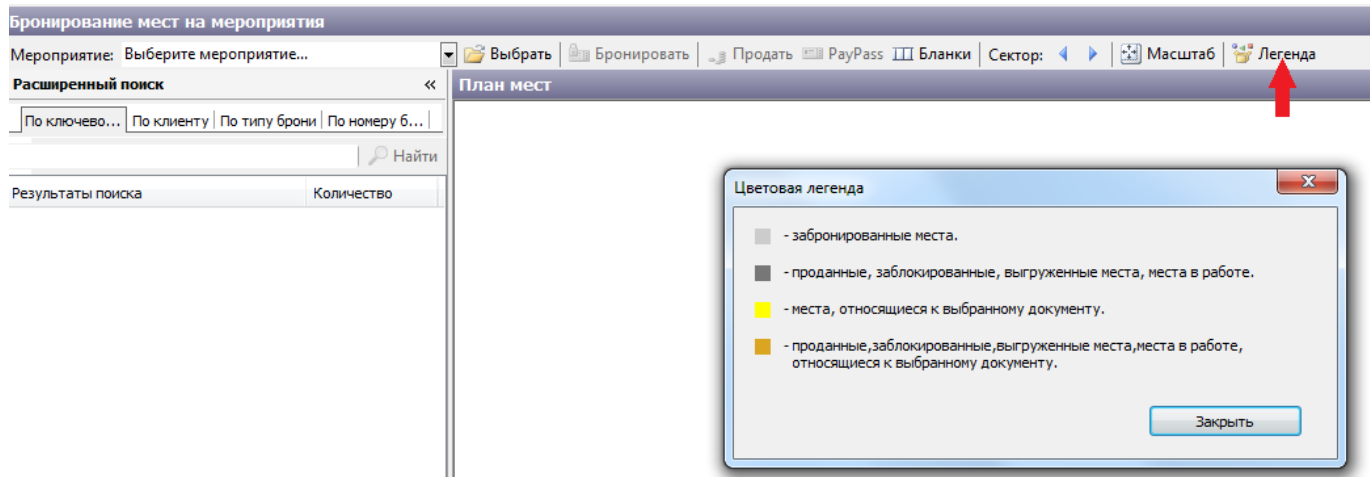 Бронирование мест на мероприятия
Мероприятие: Выберите мероприятие... Выбрать Бронировать Продать PayPass Бланки Сектор: Масштаб Легенда
Расширенный поиск «
План мест
По ключево... По клиенту По типу брони По номеру б...
Найти
Результаты поиска Количество
Цветовая легенда
- забронированные места.
- проданные, заблокированные, выгруженные места, места в работе.
- места, относящиеся к выбранному документу.
- проданные,заблокированные,выгруженные места,места в работе,
относящиеся к выбранному документу.
Закрыть